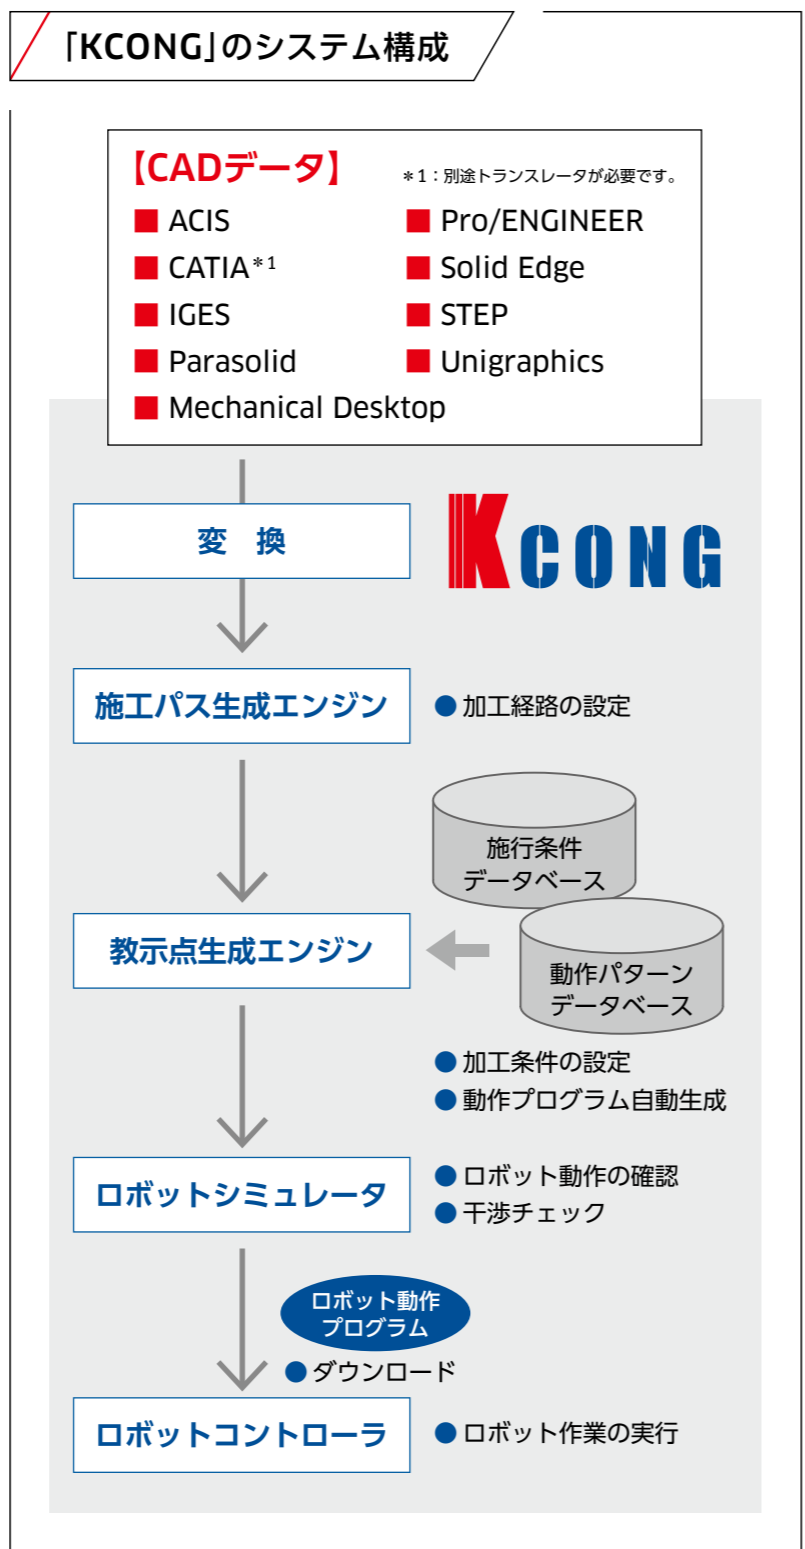 「KCONG」のシステム構成
【CADデータ】
＊1：別途トランスレータが必要です。
■ ACIS
■ Pro/ENGINEER
■ CATIA＊1
■ Solid Edge
■ IGES
■ STEP
■ Parasolid
■ Unigraphics
■ Mechanical Desktop
変 換
KCONG
施工パス生成エンジン
● 加工経路の設定
施行条件
データベース
教示点生成エンジン
動作パターン
データベース
● 加工条件の設定
● 動作プログラム自動生成
ロボットシミュレータ
● ロボット動作の確認
● 干渉チェック
ロボット動作
プログラム
● ダウンロード
ロボットコントローラ
● ロボット作業の実行